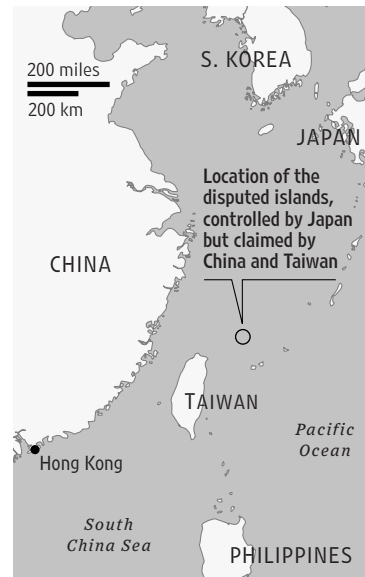 200 miles
200 km
S. KOREA
JAPAN
Location of the
disputed islands,
controlled by Japan
but claimed by
China and Taiwan
CHINA
TAIWAN
Pacific
Ocean
Hong Kong
South
China Sea
PHILIPPINES